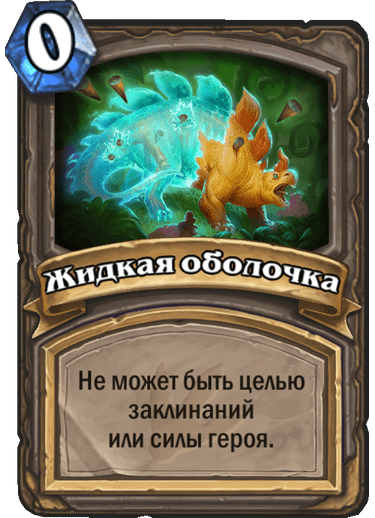 0
Жидкая оболочка
Не может быть целью
заклинаний
или силы героя.